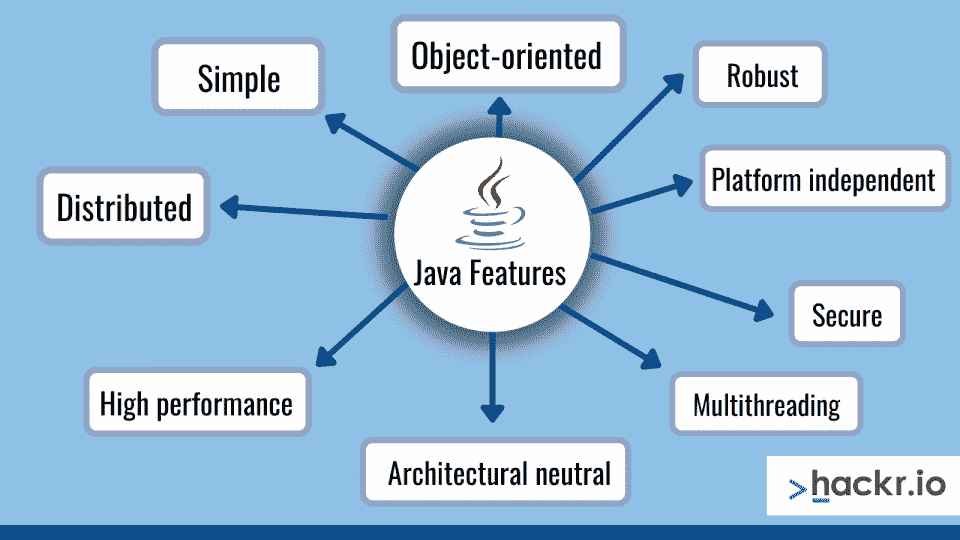 Object-oriented
Simple
Robust
Platform independent
Distributed
Java Features
Secure
High performance
Multithreading
Architectural neutral
>hackr.io